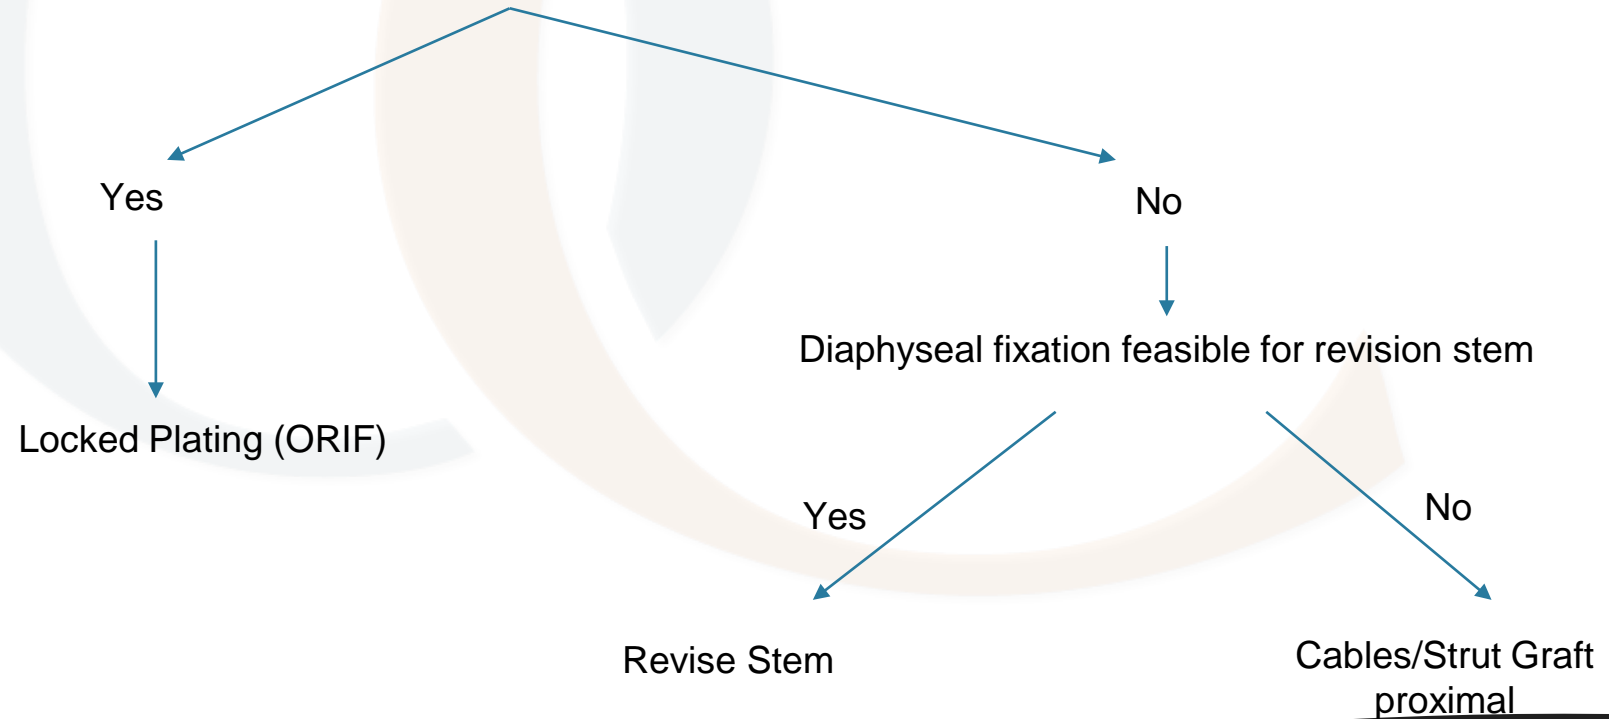 Yes
No
Diaphyseal fixation feasible for revision stem
Locked Plating (ORIF)
Yes
No
Revise Stem
Cables/Strut Graft
proximal